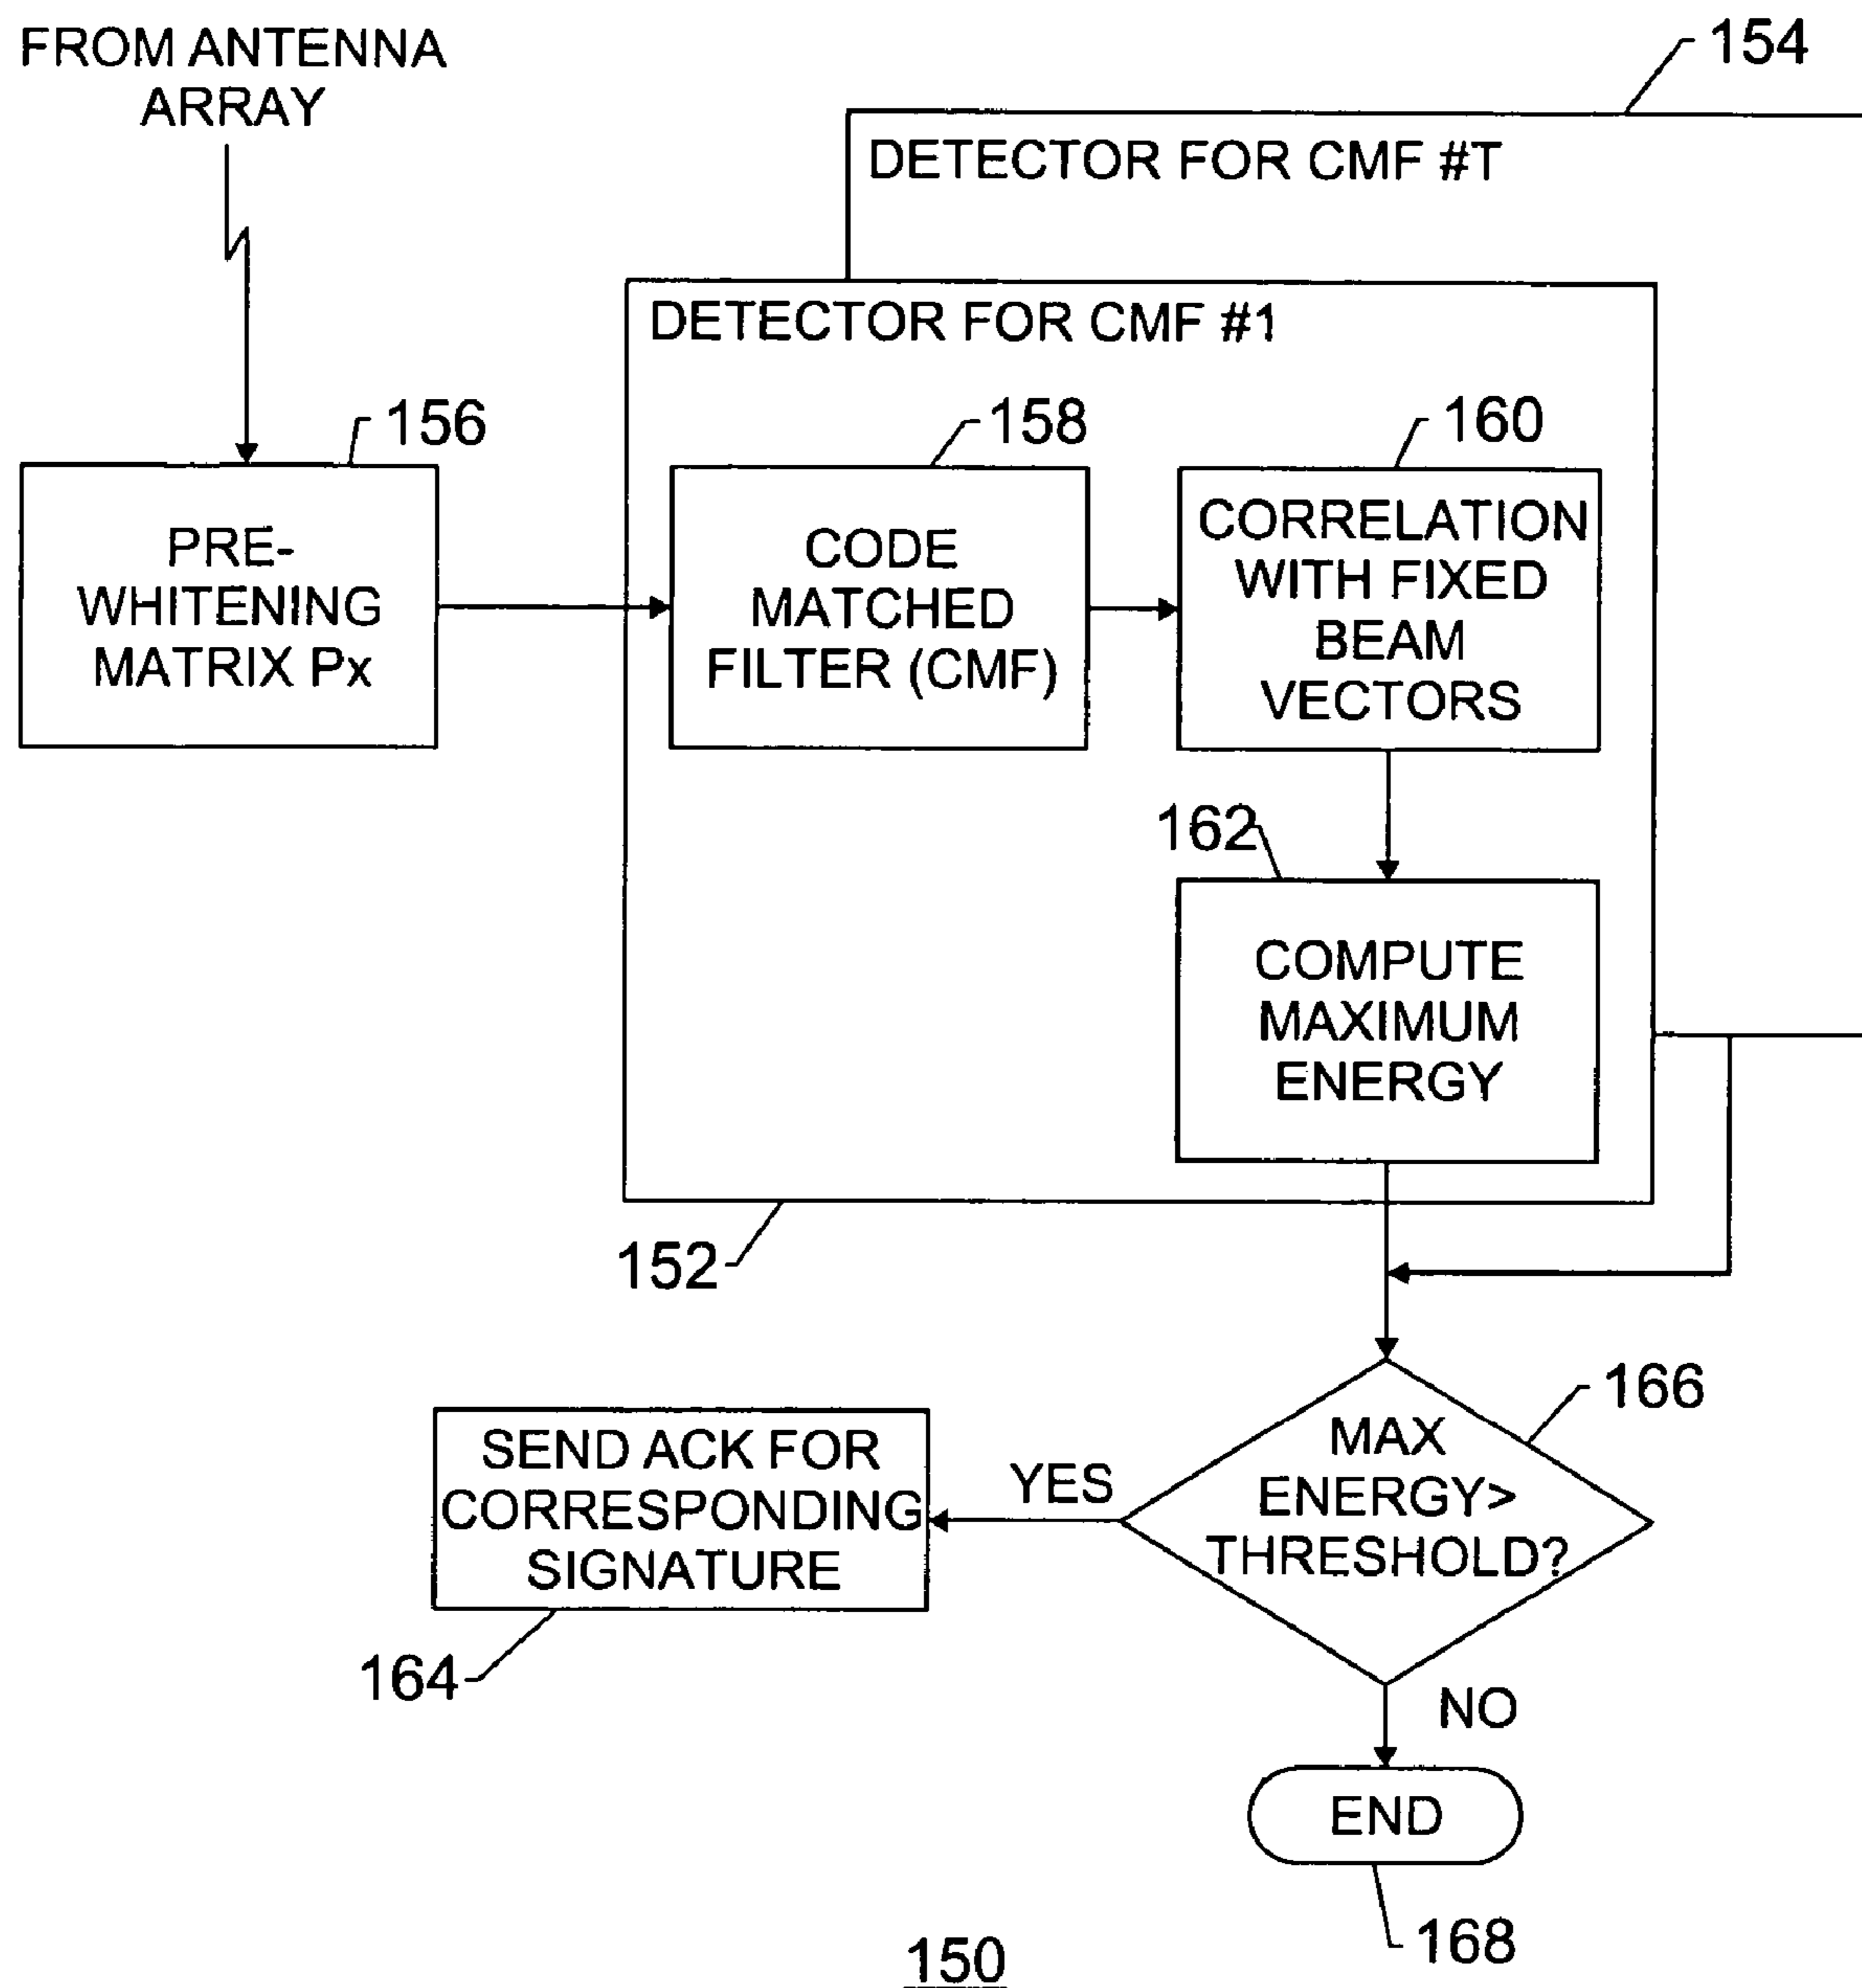 FROM ANTENNA
ARRAY
154
DETECTOR FOR CMF #T
DETECTOR FOR CMF #1
156
158
160
PRE-
WHITENING
MATRIX Px
CODE
MATCHED
FILTER (CMF)
CORRELATION
WITH FIXED
BEAM
VECTORS
162
COMPUTE
MAXIMUM
ENERGY
152
166
MAX
ENERGY>
THRESHOLD?
YES
SEND ACK FOR
CORRESPONDING
SIGNATURE
164
NO
END
168
150